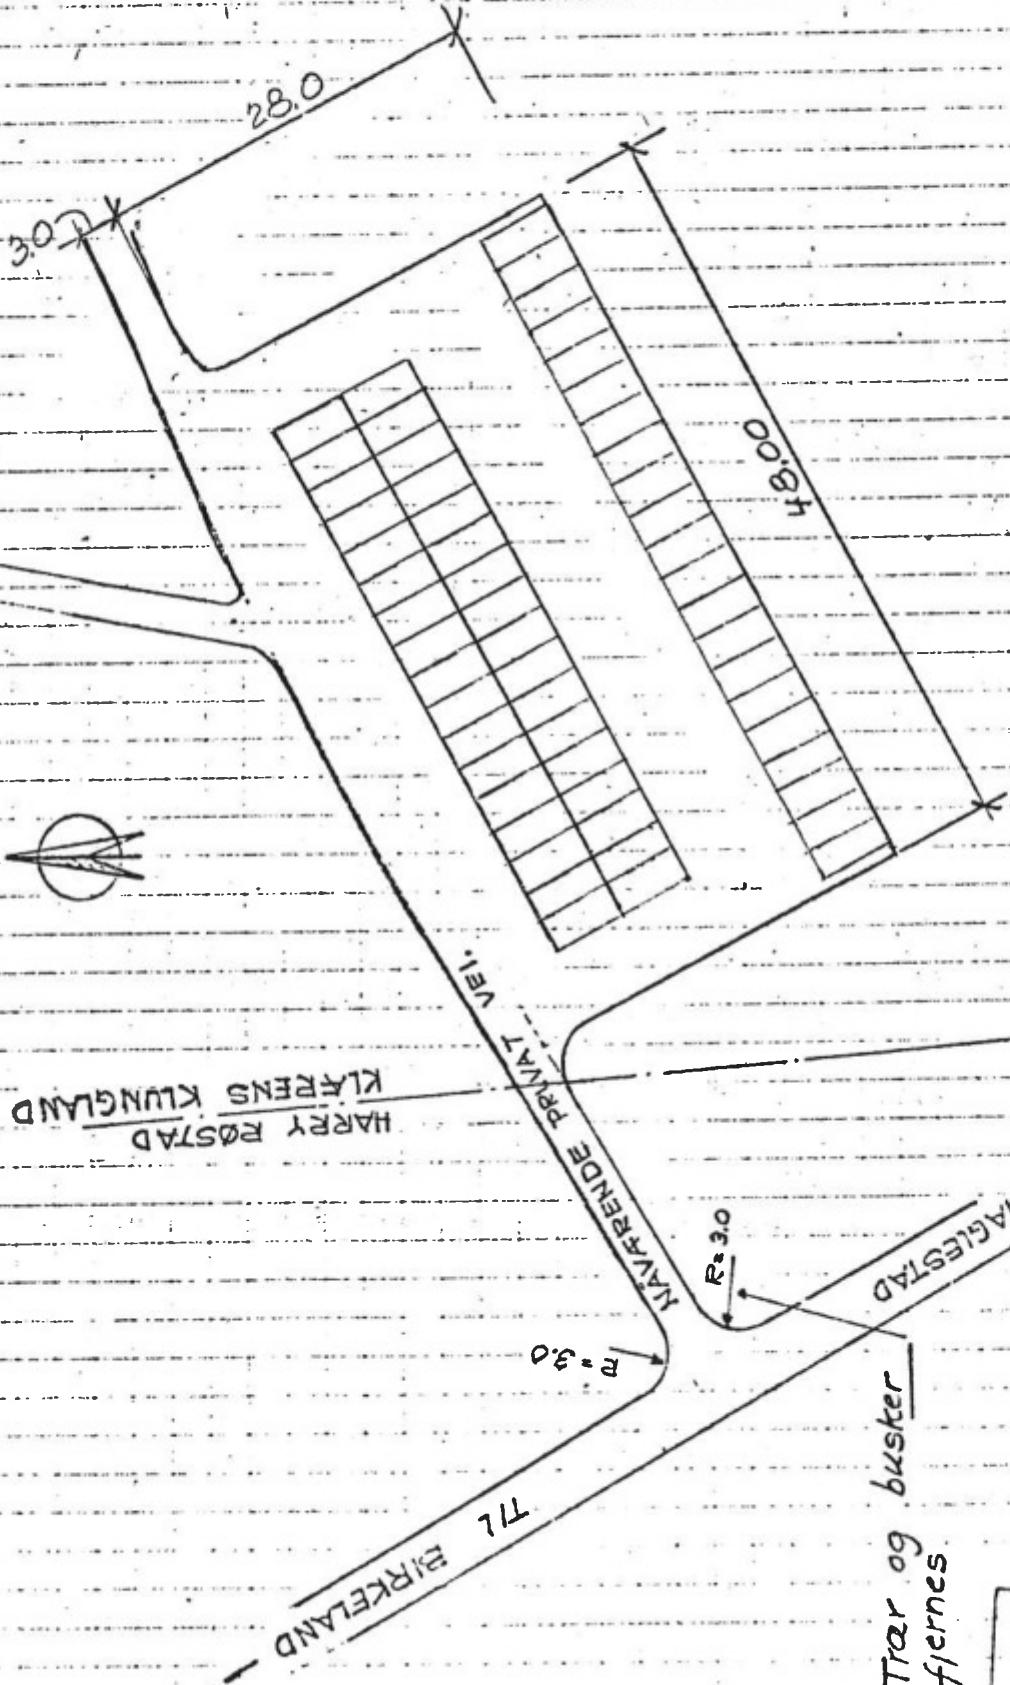 28.0
3.0
48.00
NÅVÆRENDE PRIVAT VEI.
KLÆRENS KLUNGLAND
HARRY RØSTAD
R=3.0
R=3.0
AGLESTAD
TIL
BIRKELAND
Trær og busker
fjernes